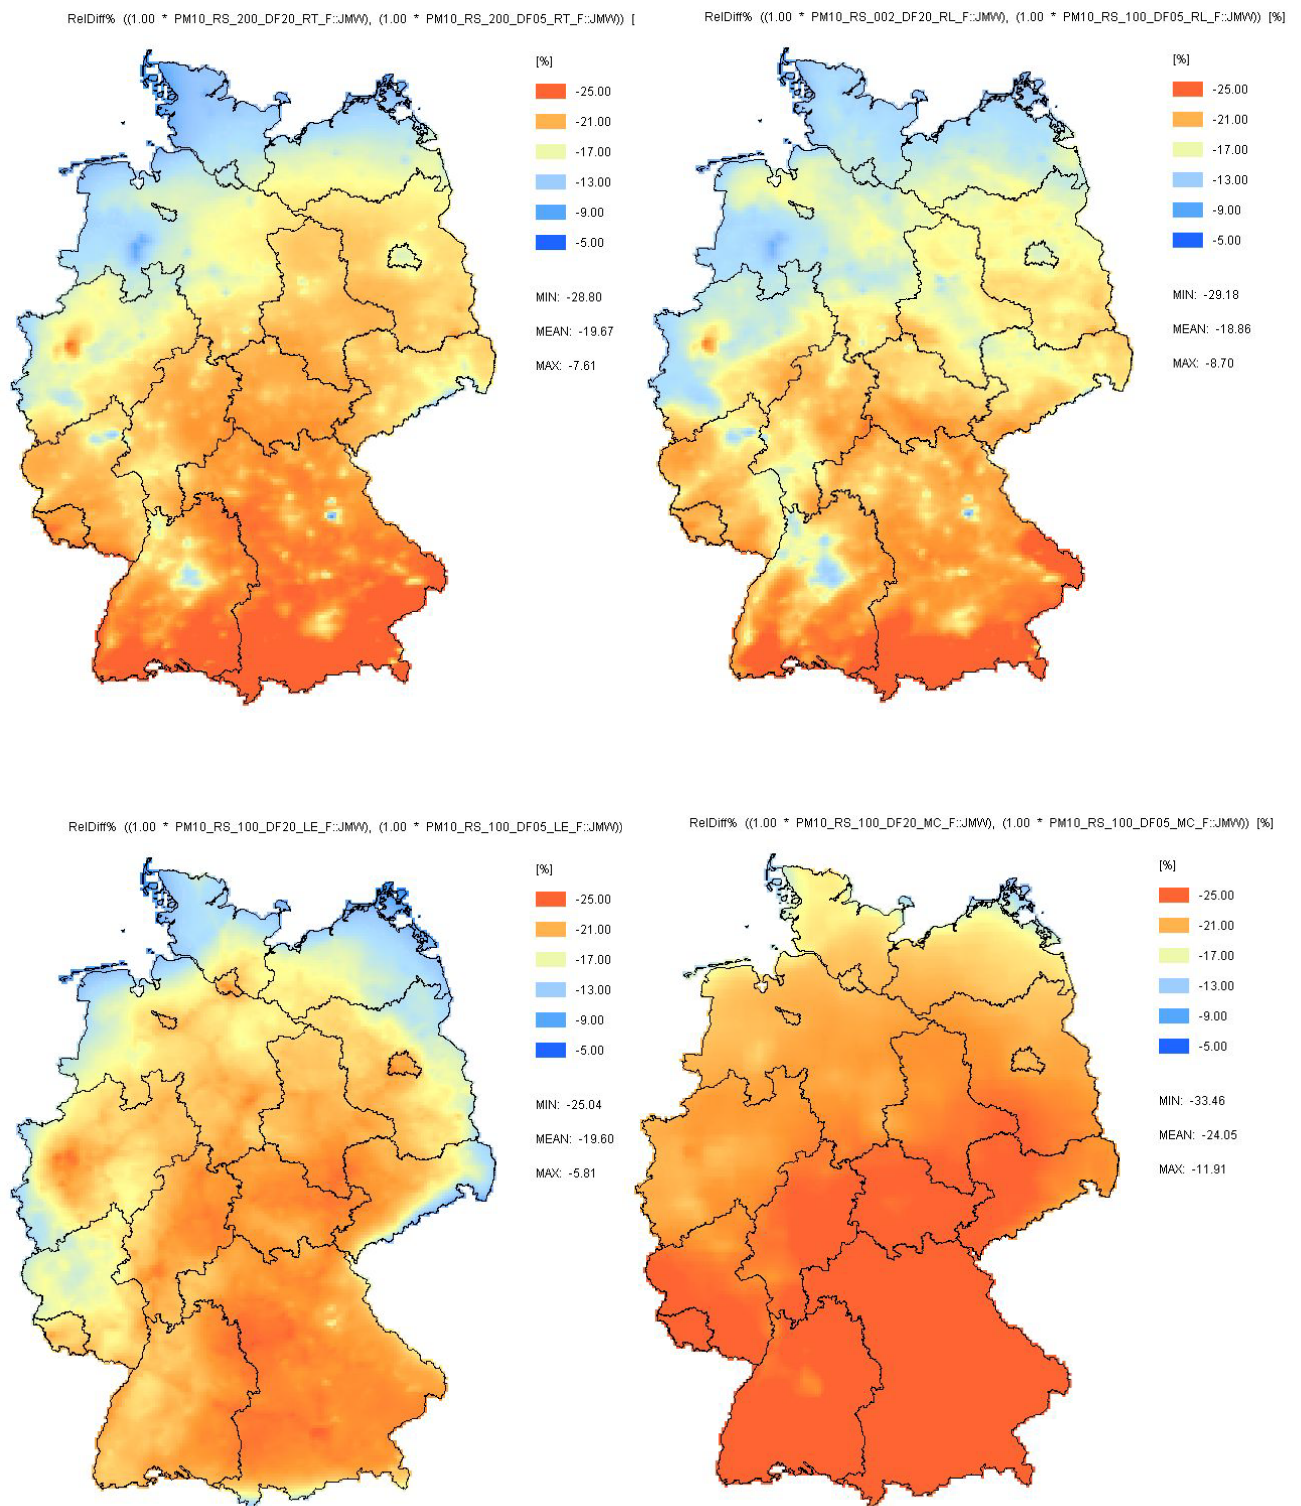 RelDiff% ((1.00 * PM10_RS_200_DF20_RT_F::JMW), (1.00 * PM10_RS_200_DF05_RT_F::JMW)) [
[%]
-25.00
-21.00
-17.00
-13.00
-9.00
-5.00
MIN: -28.80
MEAN: -19.67
MAX: -7.61
RelDiff% ((1.00 * PM10_RS_002_DF20_RL_F::JMW), (1.00 * PM10_RS_100_DF05_RL_F::JMW)) [%]
[%]
-25.00
-21.00
-17.00
-13.00
-9.00
-5.00
MIN: -29.18
MEAN: -18.86
MAX: -8.70
RelDiff% ((1.00 * PM10_RS_100_DF20_LE_F::JMW), (1.00 * PM10_RS_100_DF05_LE_F::JMW))
[%]
-25.00
-21.00
-17.00
-13.00
-9.00
-5.00
MIN: -25.04
MEAN: -19.60
MAX: -5.81
RelDiff% ((1.00 * PM10_RS_100_DF20_MC_F::JMW), (1.00 * PM10_RS_100_DF05_MC_F::JMW)) [%]
[%]
-25.00
-21.00
-17.00
-13.00
-9.00
-5.00
MIN: -33.46
MEAN: -24.05
MAX: -11.91